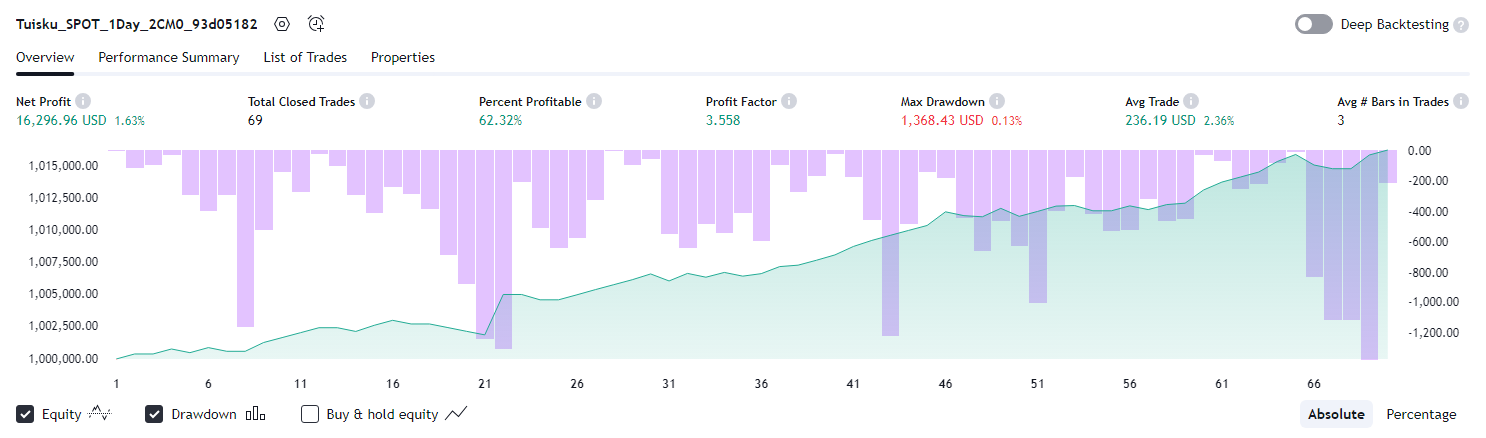 Tuisku_SPOT_1Day_2CM0_93d05182 Deep Backtesting ?
Overview Performance Summary List of Trades Properties
Net Profit Total Closed Trades Percent Profitable Profit Factor Max Drawdown Avg Trade Avg # Bars in Trades
16,296.96 USD 1.63% 69 62.32% 3.558 1,368.43 USD 0.13% 236.19 USD 2.36% 3
1,015,000.00
1,012,500.00
1,010,000.00
1,007,500.00
1,005,000.00
1,002,500.00
1,000,000.00
0.00
-200.00
-400.00
-600.00
-800.00
-1,000.00
-1,200.00
1 6 11 16 21 26 31 36 41 46 51 56 61 66
Equity Drawdown Buy & hold equity Absolute Percentage